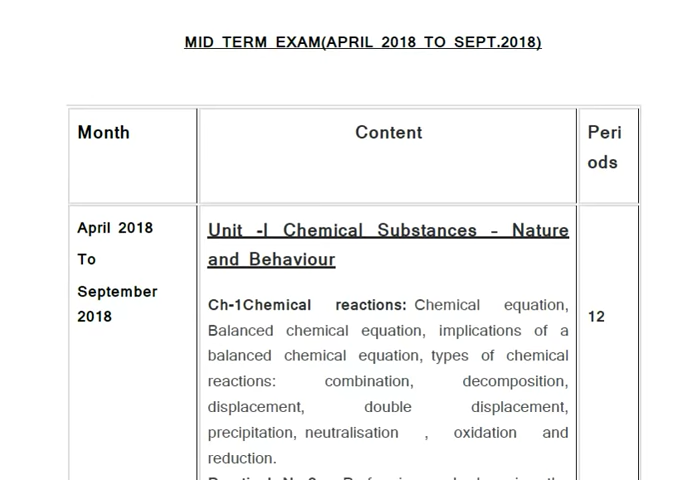 MID TERM EXAM(APRIL 2018 TO SEPT.2018)
Month
Content
Peri
ods
April 2018
To
September
2018
Unit -I Chemical Substances - Nature
and Behaviour
Ch-1Chemical reactions: Chemical equation,
Balanced chemical equation, implications of a
balanced chemical equation, types of chemical
reactions: combination, decomposition,
displacement, double displacement,
precipitation, neutralisation , oxidation and
reduction.
12